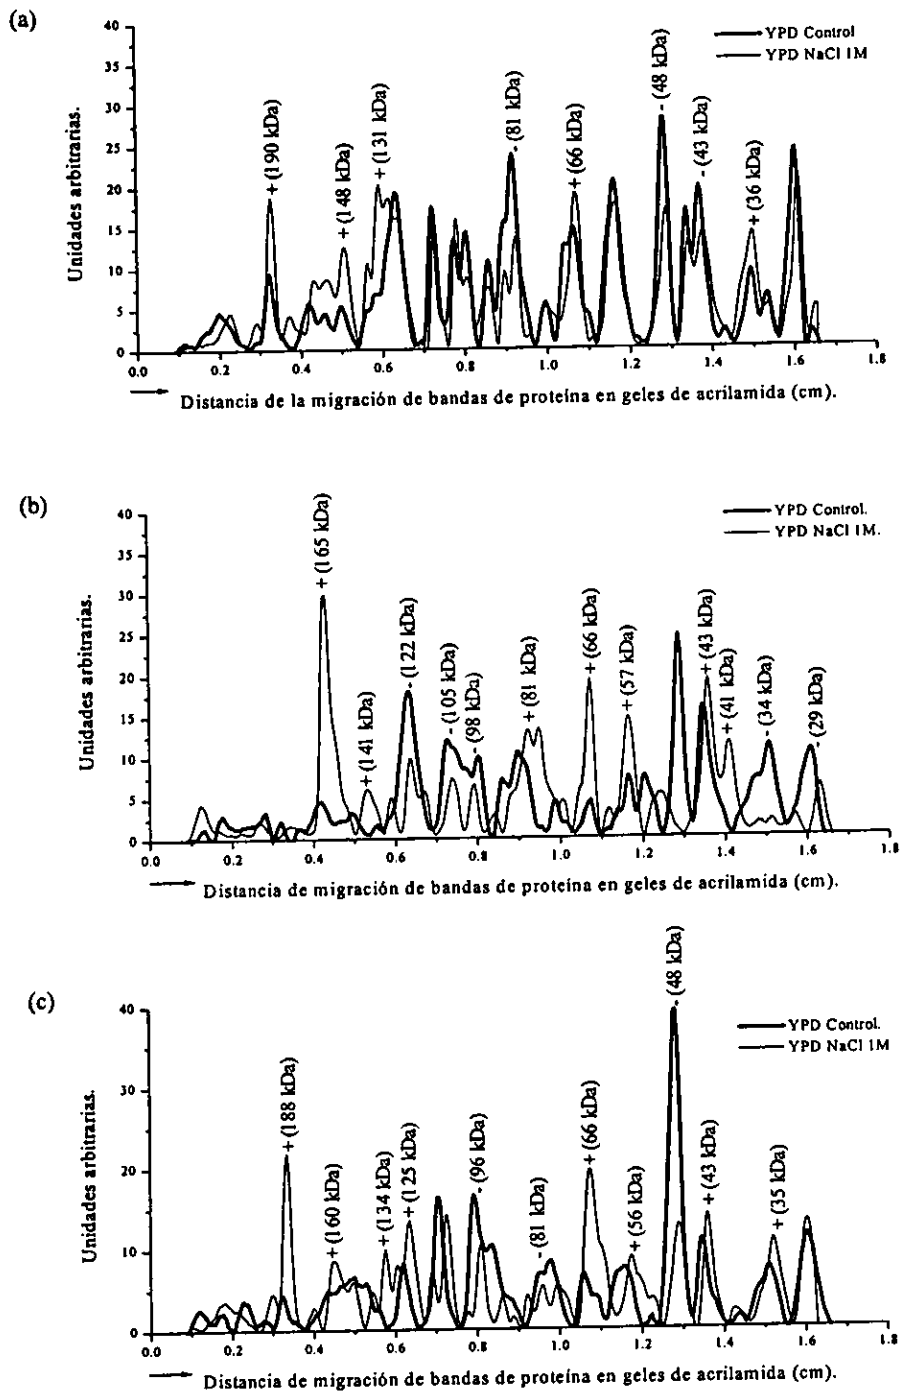 (a)
Unidades arbitrarias.
40
35
30
25
20
15
10
5
0
YPD Control
YPD NaCl 1M
+ (190 kDa)
+ (148 kDa)
+ (131 kDa)
- (81 kDa)
+ (66 kDa)
- (48 kDa)
- (43 kDa)
+ (36 kDa)
0.0 0.2 0.4 0.6 0.8 1.0 1.2 1.4 1.6 1.8
Distancia de la migración de bandas de proteína en geles de acrilamida (cm).
(b)
Unidades arbitrarias.
40
35
30
25
20
15
10
5
0
YPD Control.
YPD NaCl 1M.
+ (165 kDa)
+ (141 kDa)
- (122 kDa)
- (105 kDa)
- (98 kDa)
+ (81 kDa)
+ (66 kDa)
+ (57 kDa)
+ (43 kDa)
+ (41 kDa)
- (34 kDa)
- (29 kDa)
0.0 0.2 0.4 0.6 0.8 1.0 1.2 1.4 1.6 1.8
Distancia de migración de bandas de proteína en geles de acrilamida (cm).
(c)
Unidades arbitrarias.
40
30
20
10
0
YPD Control.
YPD NaCl 1M
+ (188 kDa)
+ (160 kDa)
+ (134 kDa)
+ (125 kDa)
- (96 kDa)
- (81 kDa)
+ (66 kDa)
+ (56 kDa)
- (48 kDa)
+ (43 kDa)
+ (35 kDa)
0.0 0.2 0.4 0.6 0.8 1.0 1.2 1.4 1.6 1.8
Distancia de migración de bandas de proteína en geles de acrilamida (cm).